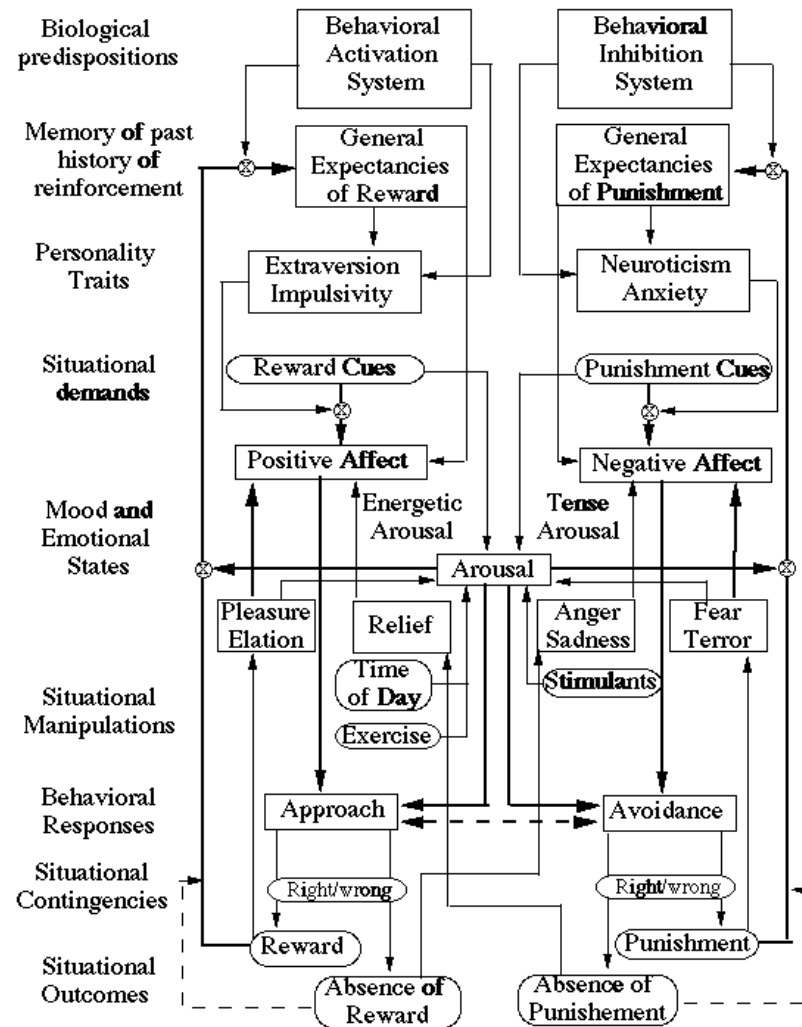 Biological
predispositions
Behavioral
Activation
System
Behavioral
Inhibition
System
Memory of past
history of
reinforcement
General
Expectancies
of Reward
General
Expectancies
of Punishment
Personality
Traits
Extraversion
Impulsivity
Neuroticism
Anxiety
Situational
demands
Reward Cues
Punishment Cues
Positive Affect
Negative Affect
Mood and
Emotional
States
Energetic
Arousal
Tense
Arousal
Arousal
Pleasure
Elation
Relief
Anger
Sadness
Fear
Terror
Situational
Manipulations
Time
of Day
Stimulants
Exercise
Behavioral
Responses
Approach
Avoidance
Situational
Contingencies
Right/wrong
Right/wrong
Situational
Outcomes
Reward
Punishment
Absence of
Reward
Absence of
Punishement